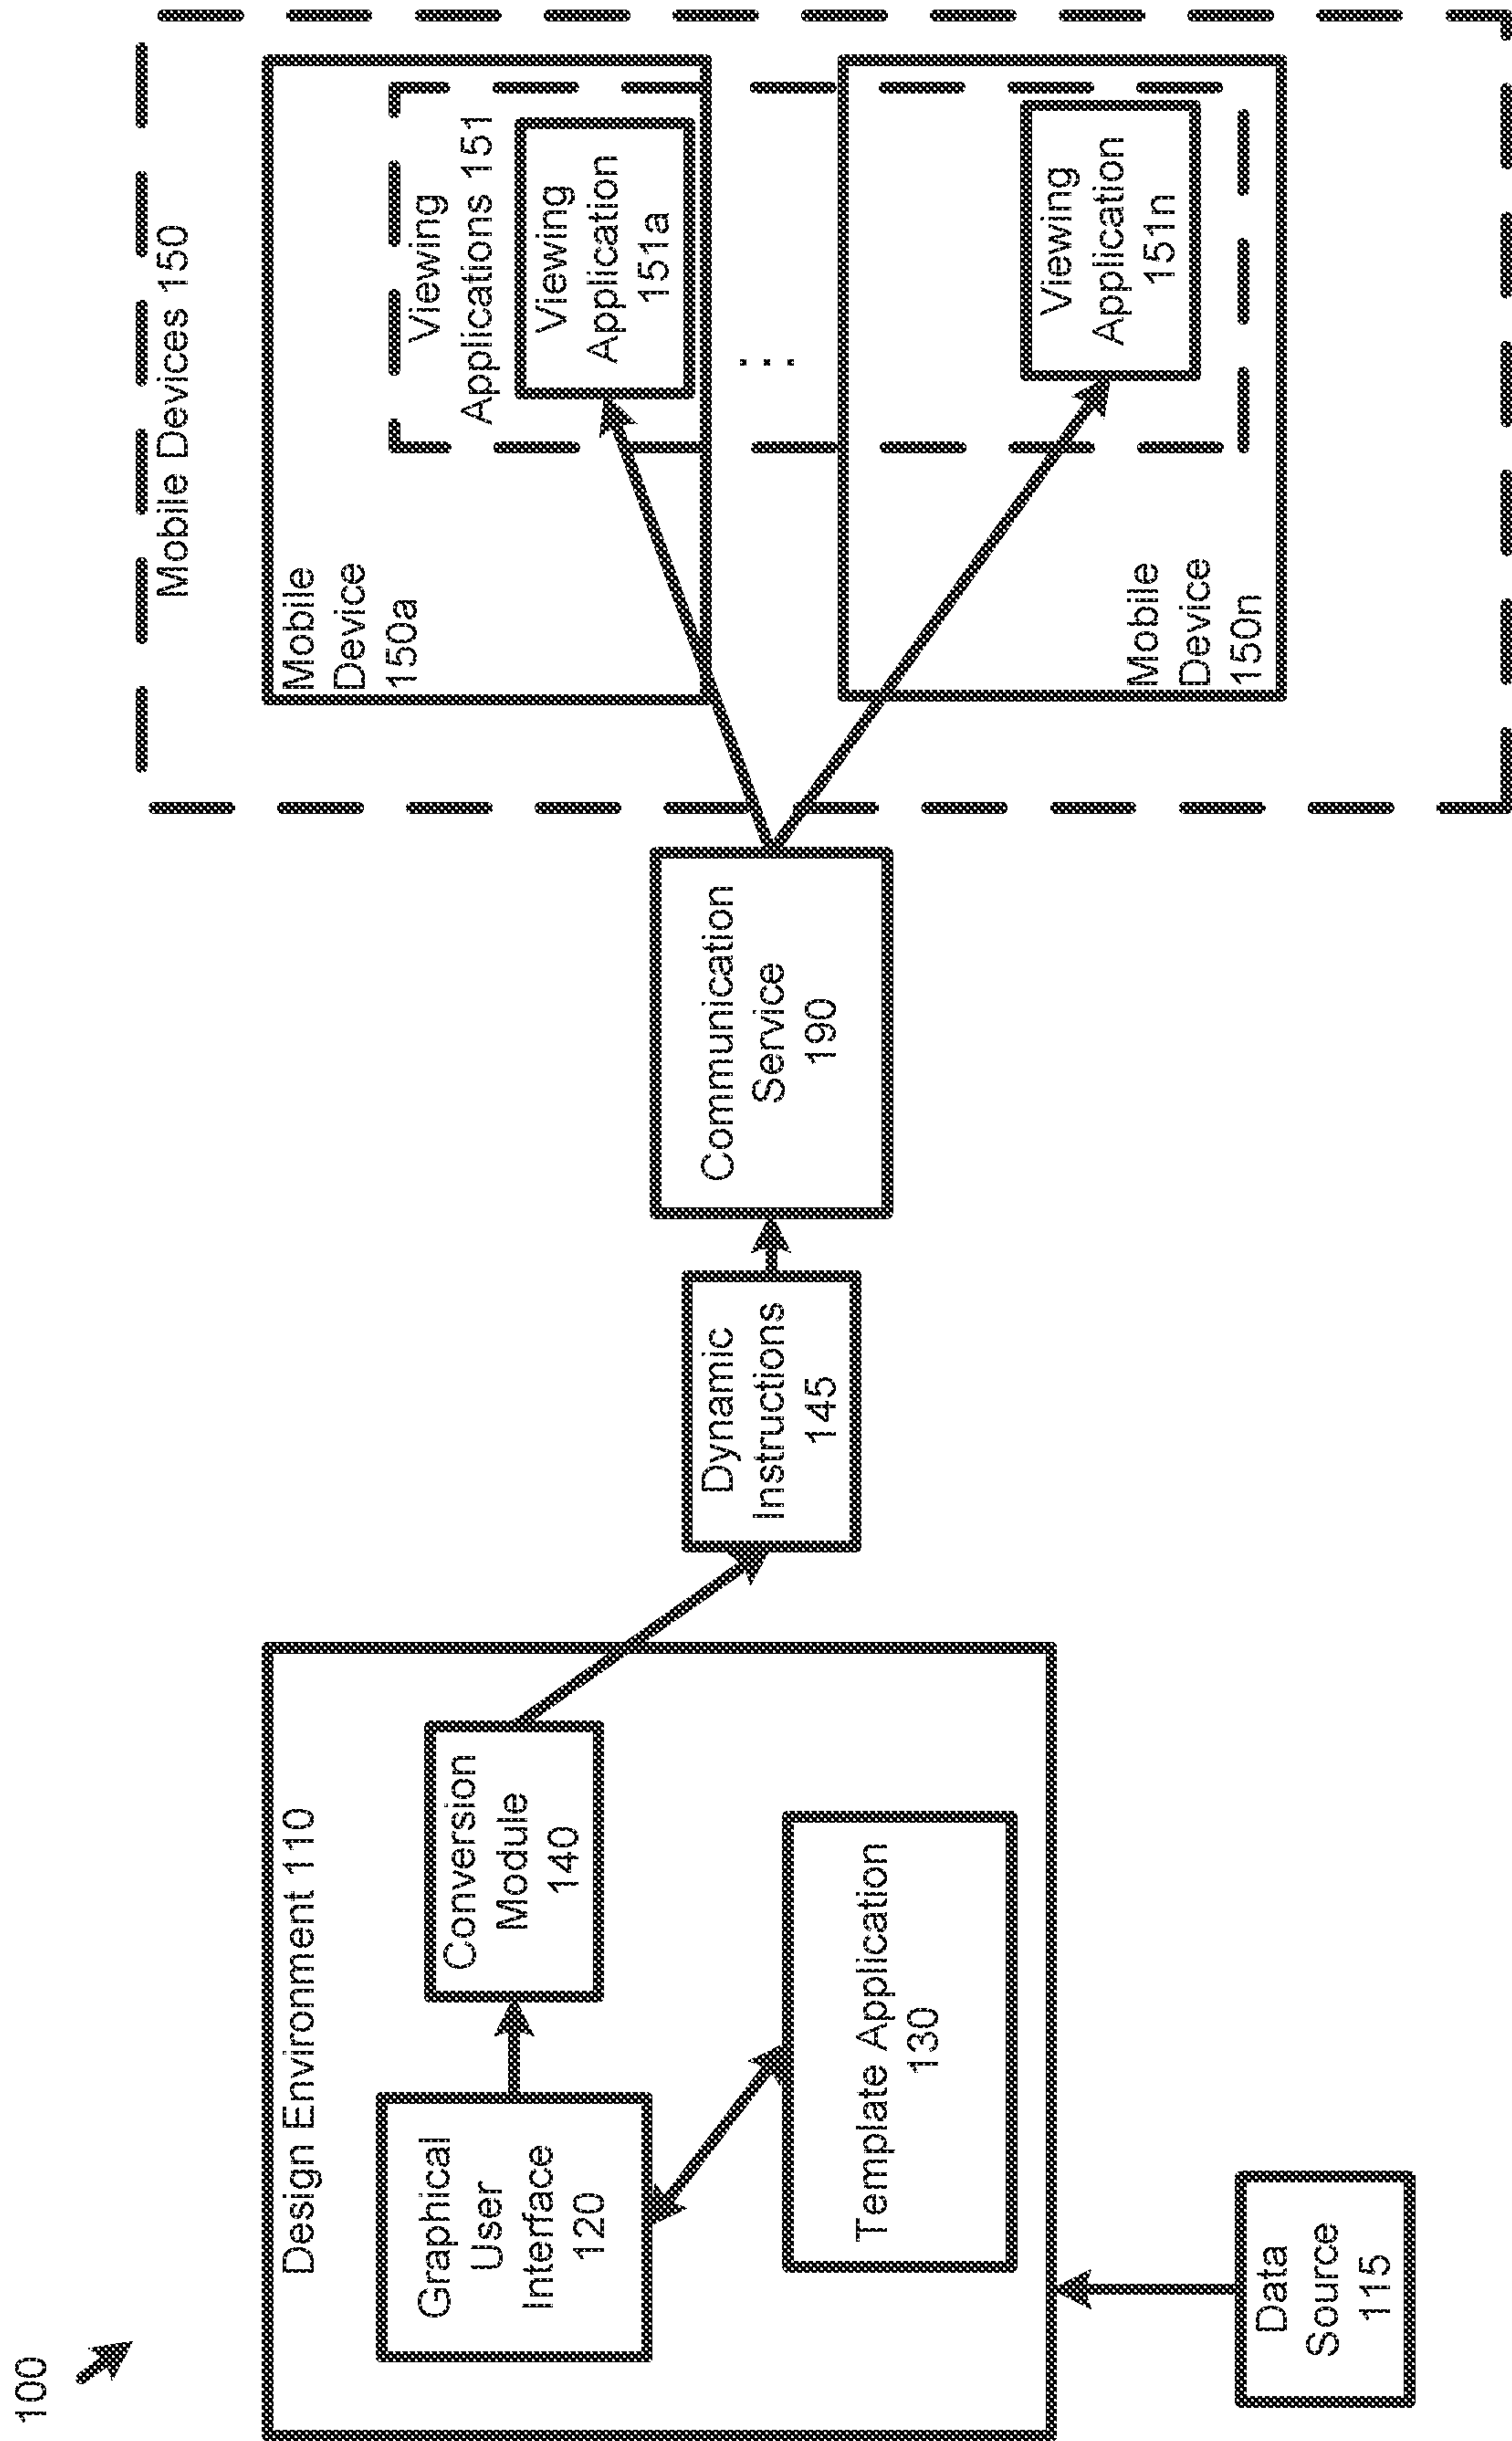 100
Design Environment 110
Graphical
User
Interface
120
Conversion
Module
140
Template Application
130
Data
Source
115
Dynamic
Instructions
145
Communication
Service
190
Mobile Devices 150
Mobile
Device
150a
Viewing
Applications 151
Viewing
Application
151a
...
Mobile
Device
150n
Viewing
Application
151n